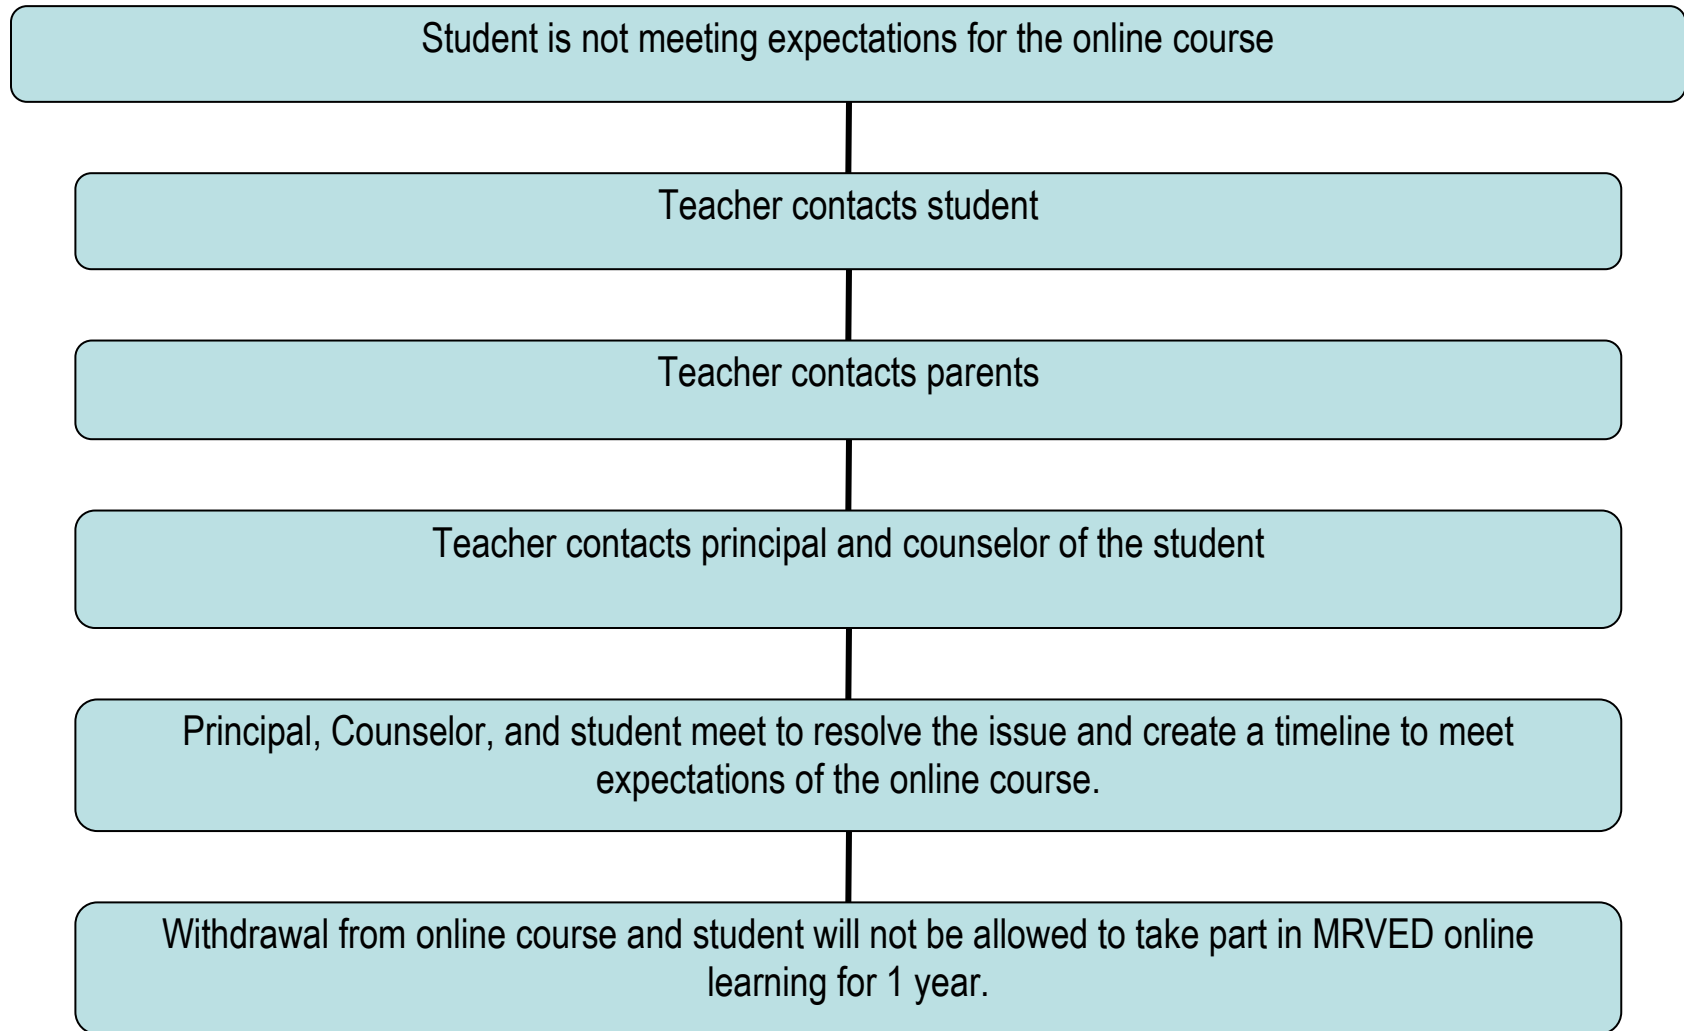 Student is not meeting expectations for the online course
Teacher contacts student
Teacher contacts parents
Teacher contacts principal and counselor of the student
Principal, Counselor, and student meet to resolve the issue and create a timeline to meet
expectations of the online course.
Withdrawal from online course and student will not be allowed to take part in MRVED online
learning for 1 year.